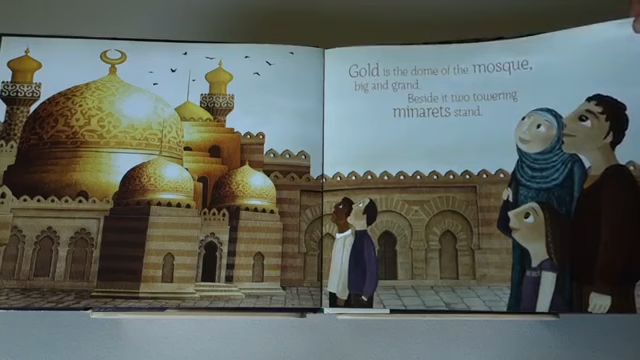 Gold is the dome of the mosque,
big and grand.
Beside it two towering
minarets stand.